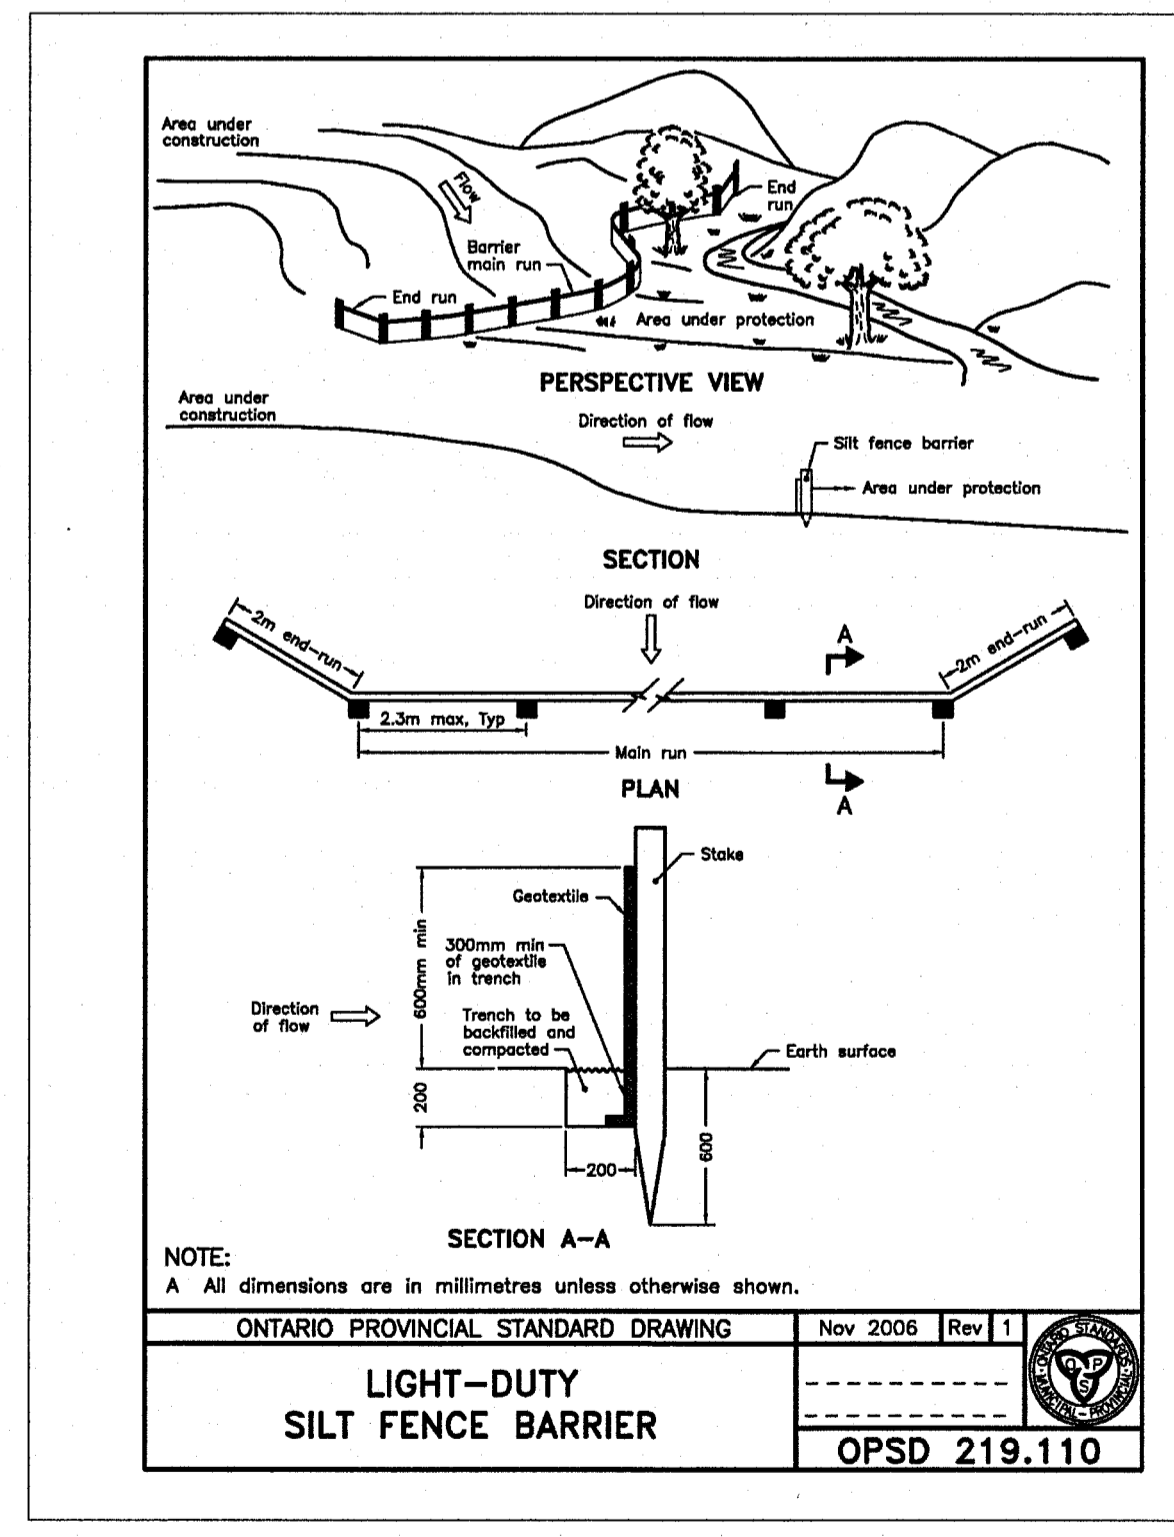 Area under
construction
Flow
End
run
Barrier
main run
End run
Area under protection
PERSPECTIVE VIEW
Area under
construction
Direction of flow
Silt fence barrier
Area under protection
SECTION
Direction of flow
2m end-run
A
2m end-run
2.3m max, Typ
Main run
PLAN
A
Stake
Geotextile
600mm min
300mm min
of geotextile
in trench
Direction
of flow
Trench to be
backfilled and
compacted
Earth surface
200
600
200
SECTION A-A
NOTE:
A All dimensions are in millimetres unless otherwise shown.
ONTARIO PROVINCIAL STANDARD DRAWING
Nov 2006
Rev
1
ONTARIO STANDARDS
MUNICIPAL - PROVINCIAL
O P
S
LIGHT-DUTY
SILT FENCE BARRIER
OPSD 219.110